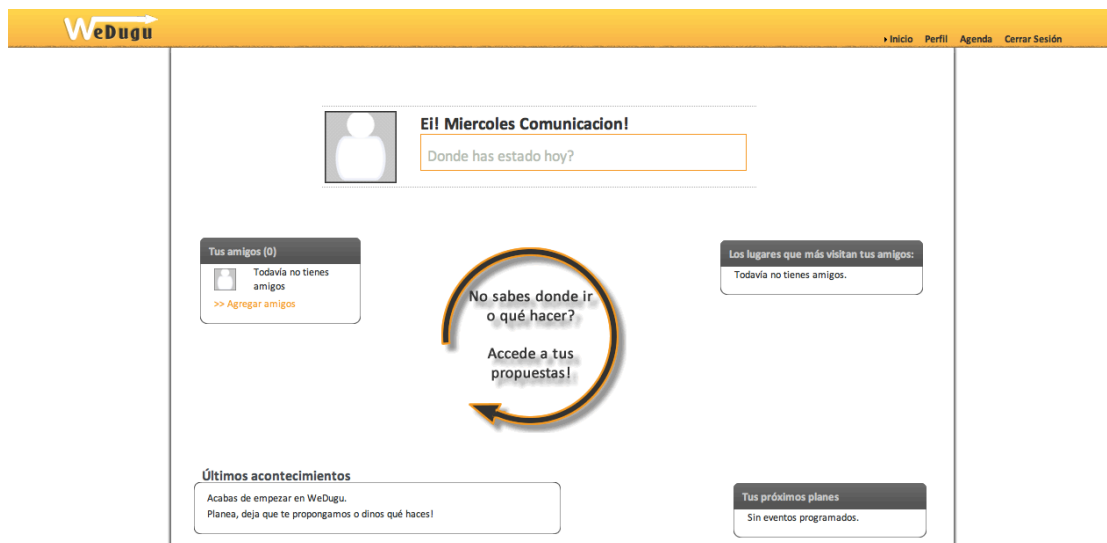 WeDugu
Inicio Perfil Agenda Cerrar Sesión
Ei! Miercoles Comunicacion!
Donde has estado hoy?
Tus amigos (0)
Todavía no tienes
amigos
>> Agregar amigos
No sabes donde ir
o qué hacer?
Accede a tus
propuestas!
Los lugares que más visitan tus amigos:
Todavía no tienes amigos.
Últimos acontecimientos
Acabas de empezar en WeDugu.
Planea, deja que te propongamos o dinos qué haces!
Tus próximos planes
Sin eventos programados.